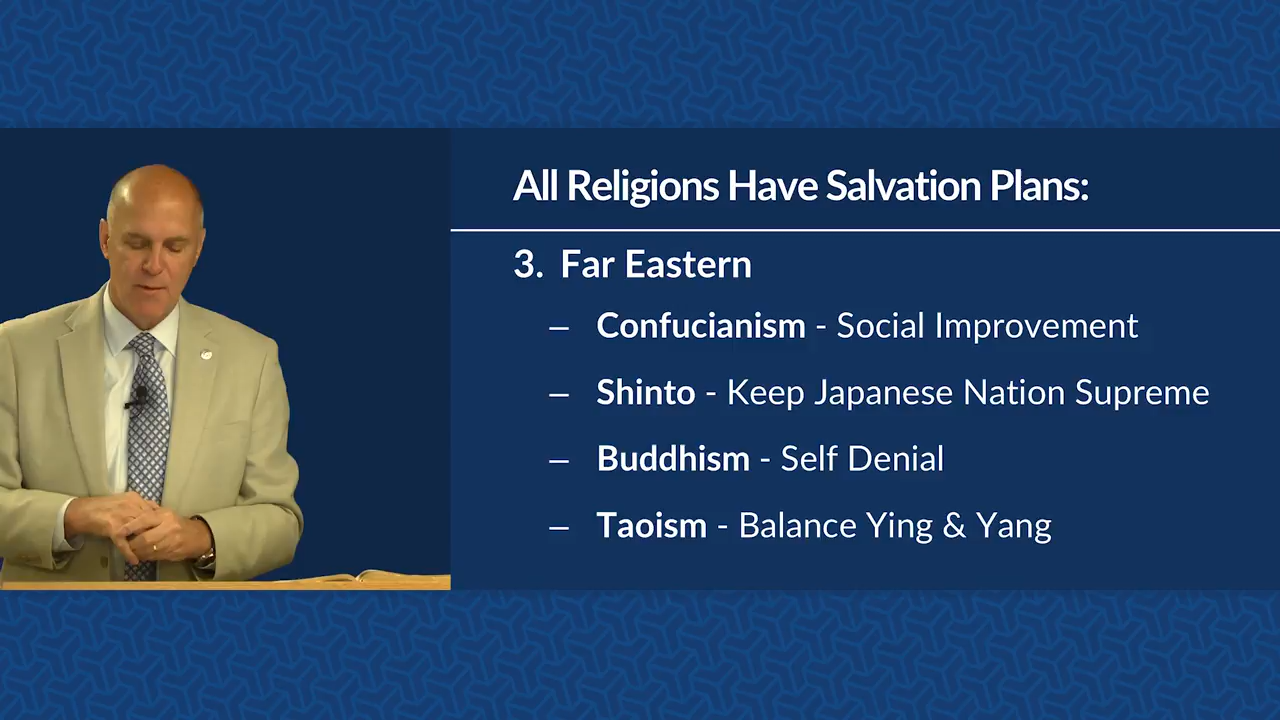 All Religions Have Salvation Plans:
3. Far Eastern
– Confucianism - Social Improvement
– Shinto - Keep Japanese Nation Supreme
– Buddhism - Self Denial
– Taoism - Balance Ying & Yang